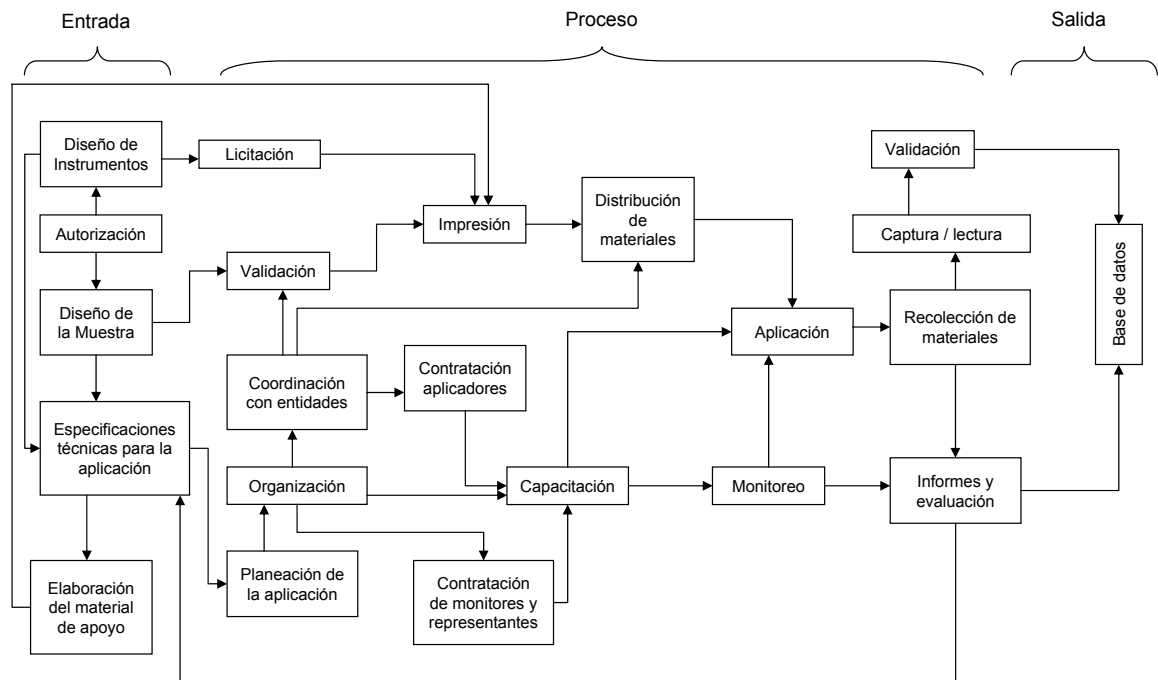 Entrada
Proceso
Salida
Diseño de
Instrumentos
Licitación
Autorización
Diseño de
la Muestra
Validación
Impresión
Distribución
de
materiales
Validación
Captura / lectura
Base de datos
Aplicación
Recolección de
materiales
Coordinación
con entidades
Contratación
aplicadores
Especificaciones
técnicas para la
aplicación
Organización
Capacitación
Monitoreo
Informes y
evaluación
Elaboración
del material
de apoyo
Planeación de
la aplicación
Contratación
de monitores y
representantes